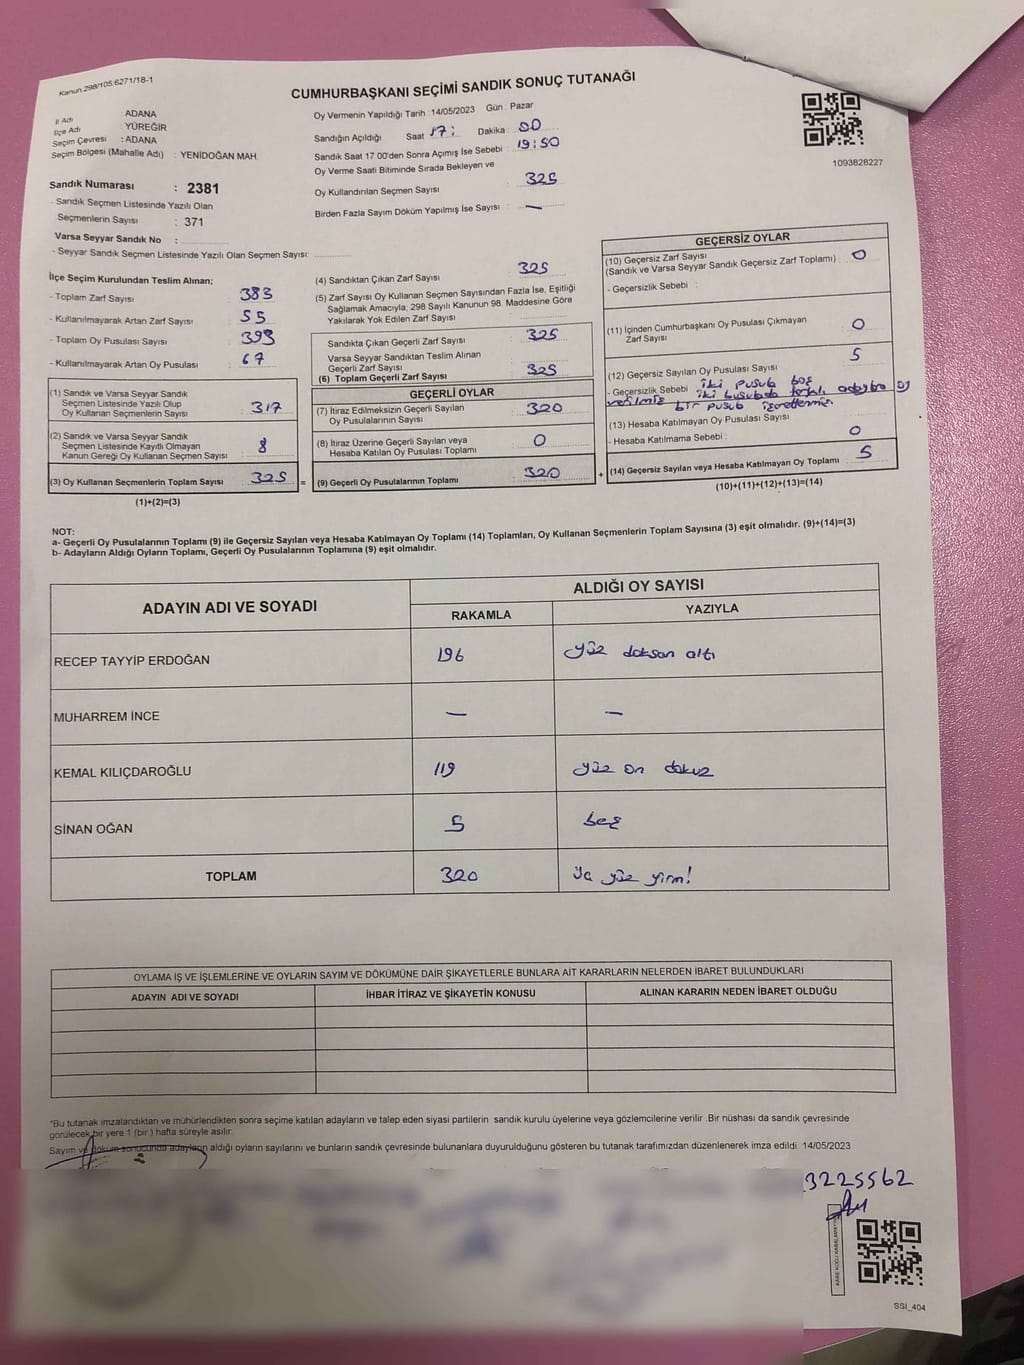 Kanun.298/105.6271/18-1
CUMHURBAŞKANI SEÇİMİ SANDIK SONUÇ TUTANAĞI
İl Adı : ADANA
İlçe Adı : YÜREĞİR
Seçim Çevresi : ADANA
Seçim Bölgesi (Mahalle Adı) : YENİDOĞAN MAH.
Oy Vermenin Yapıldığı Tarih : 14/05/2023 Gün : Pazar
Sandığın Açıldığı Saat 17: Dakika : 00
Sandık Saat 17.00'den Sonra Açımış İse Sebebi : 19:50
Oy Verme Saati Bitiminde Sırada Bekleyen ve
Oy Kullandırılan Seçmen Sayısı : 325
Birden Fazla Sayım Döküm Yapılmış İse Sayısı : —
1093828227
Sandık Numarası : 2381
- Sandık Seçmen Listesinde Yazılı Olan
Seçmenlerin Sayısı : 371
Varsa Seyyar Sandık No :
- Seyyar Sandık Seçmen Listesinde Yazılı Olan Seçmen Sayısı:
İlçe Seçim Kurulundan Teslim Alınan;
- Toplam Zarf Sayısı : 383
- Kullanılmayarak Artan Zarf Sayısı : 55
- Toplam Oy Pusulası Sayısı : 393
- Kullanılmayarak Artan Oy Pusulası : 67
(1) Sandık ve Varsa Seyyar Sandık
Seçmen Listesinde Yazılı Olup
Oy Kullanan Seçmenlerin Sayısı : 317
(2) Sandık ve Varsa Seyyar Sandık
Seçmen Listesinde Kayıtlı Olmayan
Kanun Gereği Oy Kullanan Seçmen Sayısı : 8
(3) Oy Kullanan Seçmenlerin Toplam Sayısı : 325 =
(1)+(2)=(3)
(4) Sandıktan Çıkan Zarf Sayısı : 325
(5) Zarf Sayısı Oy Kullanan Seçmen Sayısından Fazla İse, Eşitliği
Sağlamak Amacıyla, 298 Sayılı Kanunun 98. Maddesine Göre
Yakılarak Yok Edilen Zarf Sayısı :
Sandıkta Çıkan Geçerli Zarf Sayısı : 325
Varsa Seyyar Sandıktan Teslim Alınan
Geçerli Zarf Sayısı :
(6) Toplam Geçerli Zarf Sayısı : 325
GEÇERLİ OYLAR
(7) İtiraz Edilmeksizin Geçerli Sayılan
Oy Pusulalarının Sayısı : 320
(8) İtiraz Üzerine Geçerli Sayılan veya
Hesaba Katılan Oy Pusulası Toplamı : 0
(9) Geçerli Oy Pusulalarının Toplamı : 320 +
GEÇERSİZ OYLAR
(10) Geçersiz Zarf Sayısı
(Sandık ve Varsa Seyyar Sandık Geçersiz Zarf Toplamı) : 0
- Geçersizlik Sebebi :
(11) İçinden Cumhurbaşkanı Oy Pusulası Çıkmayan
Zarf Sayısı : 0
(12) Geçersiz Sayılan Oy Pusulası Sayısı : 5
- Geçersizlik Sebebi iki pusula boş
iki
bir pusula
(13) Hesaba Katılmayan Oy Pusulası Sayısı : 0
- Hesaba Katılmama Sebebi :
(14) Geçersiz Sayılan veya Hesaba Katılmayan Oy Toplamı : 5
(10)+(11)+(12)+(13)=(14)
NOT:
a- Geçerli Oy Pusulalarının Toplamı (9) ile Geçersiz Sayılan veya Hesaba Katılmayan Oy Toplamı (14) Toplamları, Oy Kullanan Seçmenlerin Toplam Sayısına (3) eşit olmalıdır. (9)+(14)=(3)
b- Adayların Aldığı Oyların Toplamı, Geçerli Oy Pusulalarının Toplamına (9) eşit olmalıdır.
ADAYIN ADI VE SOYADI ALDIĞI OY SAYISI
RAKAMLA YAZIYLA
RECEP TAYYİP ERDOĞAN 196 yüz doksan altı
MUHARREM İNCE — —
KEMAL KILIÇDAROĞLU 119 yüz on dokuz
SİNAN OĞAN 5 beş
TOPLAM 320 Üç yüz yirmi
OYLAMA İŞ VE İŞLEMLERİNE VE OYLARIN SAYIM VE DÖKÜMÜNE DAİR ŞİKAYETLERLE BUNLARA AİT KARARLARIN NELERDEN İBARET BULUNDUKLARI
ADAYIN ADI VE SOYADI İHBAR İTİRAZ VE ŞİKAYETİN KONUSU ALINAN KARARIN NEDEN İBARET OLDUĞU
*Bu tutanak imzalandıktan ve mühürlendikten sonra seçime katılan adayların ve talep eden siyasi partilerin sandık kurulu üyelerine veya gözlemcilerine verilir. Bir nüshası da sandık çevresinde
görülecek bir yere 1 (bir ) hafta süreyle asılır.
Sayım ve döküm sonucunda adayların aldığı oyların sayılarını ve bunların sandık çevresinde bulunanlara duyurulduğunu gösteren bu tutanak tarafımızdan düzenlenerek imza edildi. 14/05/2023
3225562
KARE KODU KARALAMAYINIZ
SSI_404